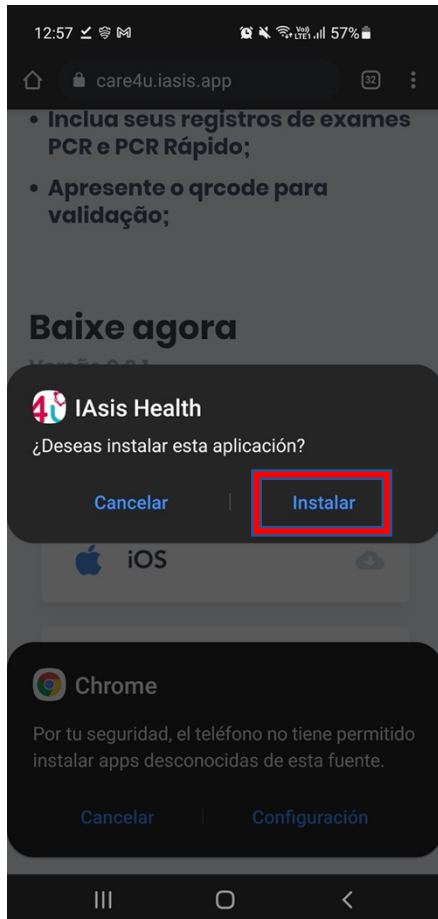 12:57
57%
care4u.iasis.app
32
• Inclua seus registros de exames
PCR e PCR Rápido;
• Apresente o qrcode para
validação;
Baixe agora
4U IAsis Health
¿Deseas instalar esta aplicación?
Cancelar
Instalar
iOS
Chrome
Por tu seguridad, el teléfono no tiene permitido
instalar apps desconocidas de esta fuente.
Cancelar
Configuración